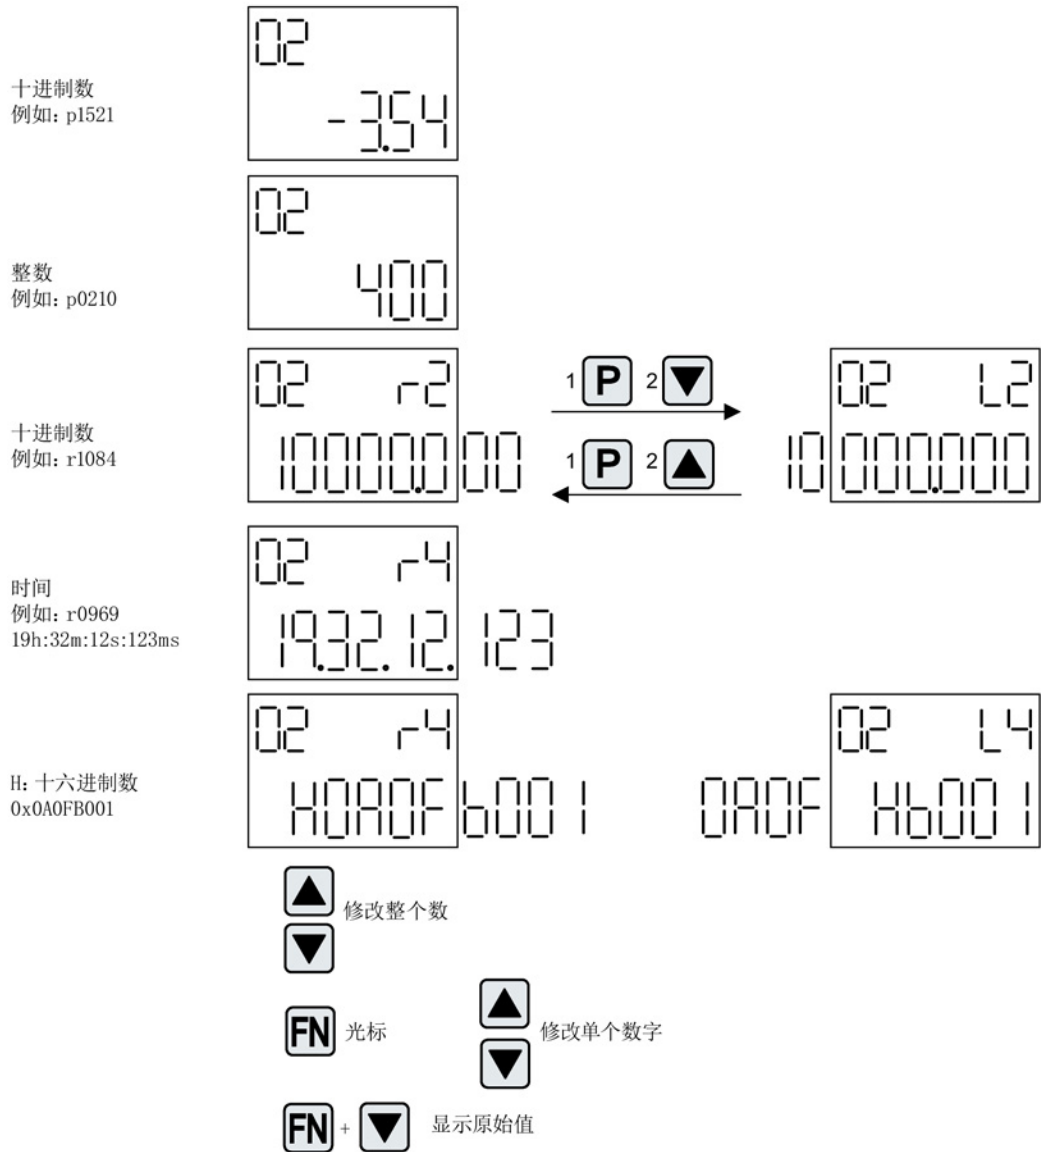 02
-3.54
十进制数
例如: p1521
02
400
整数
例如: p0210
02 r2
10000.0 00
十进制数
例如: r1084
1 P 2
1 P 2
02 L2
10 000.000
02 r4
19.32.12. 123
时间
例如: r0969
19h:32m:12s:123ms
02 r4
H0A0F b001
H: 十六进制数
0x0A0FB001
02 L4
0A0F Hb001
修改整个数
FN 光标
修改单个数字
FN + 显示原始值